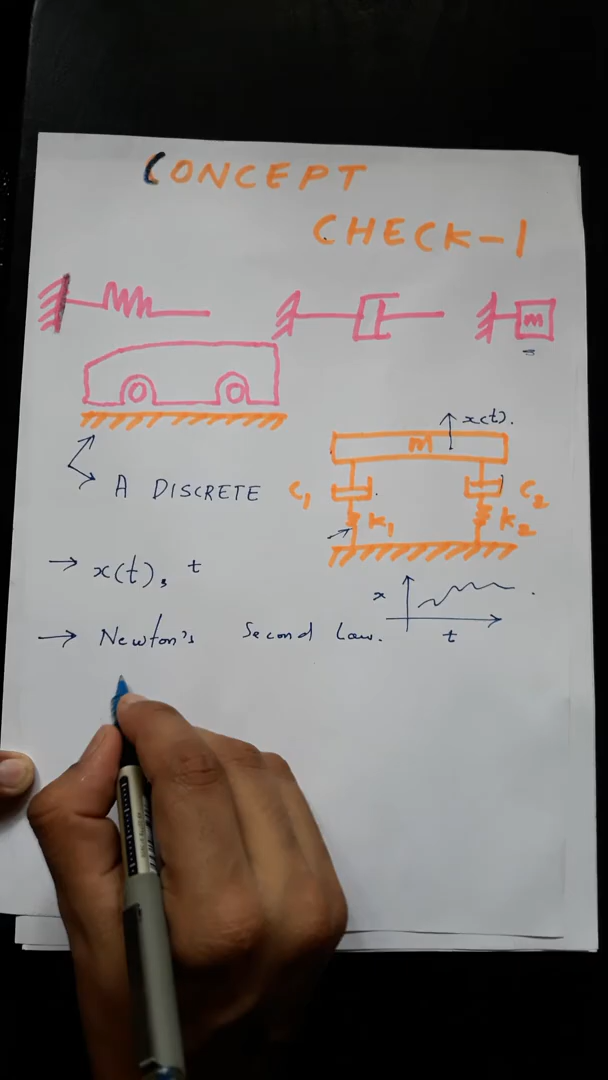 CONCEPT
CHECK-1
m
x(t).
m
A DISCRETE
C1
C2
K1
K2
→ x(t), t
x
t
→ Newton's Second Law.